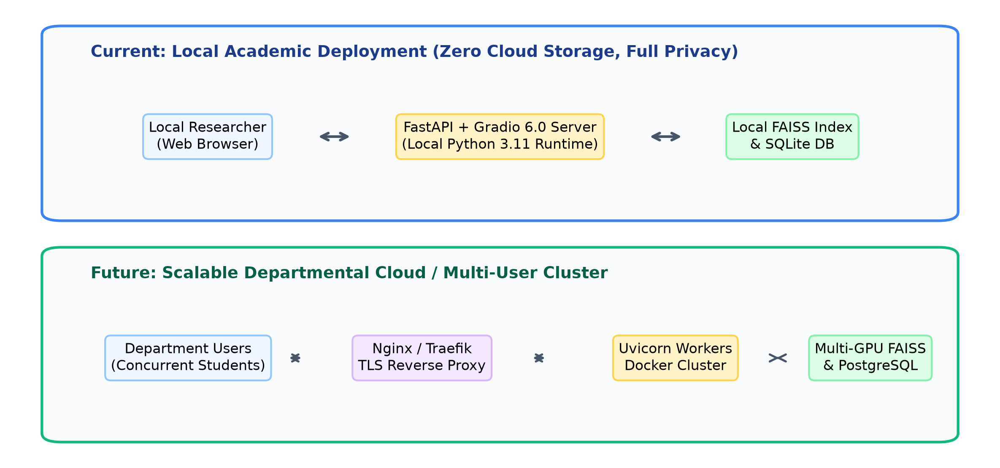 Current: Local Academic Deployment (Zero Cloud Storage, Full Privacy)
Local Researcher
(Web Browser)
FastAPI + Gradio 6.0 Server
(Local Python 3.11 Runtime)
Local FAISS Index
& SQLite DB
Future: Scalable Departmental Cloud / Multi-User Cluster
Department Users
(Concurrent Students)
Nginx / Traefik
TLS Reverse Proxy
Uvicorn Workers
Docker Cluster
Multi-GPU FAISS
& PostgreSQL